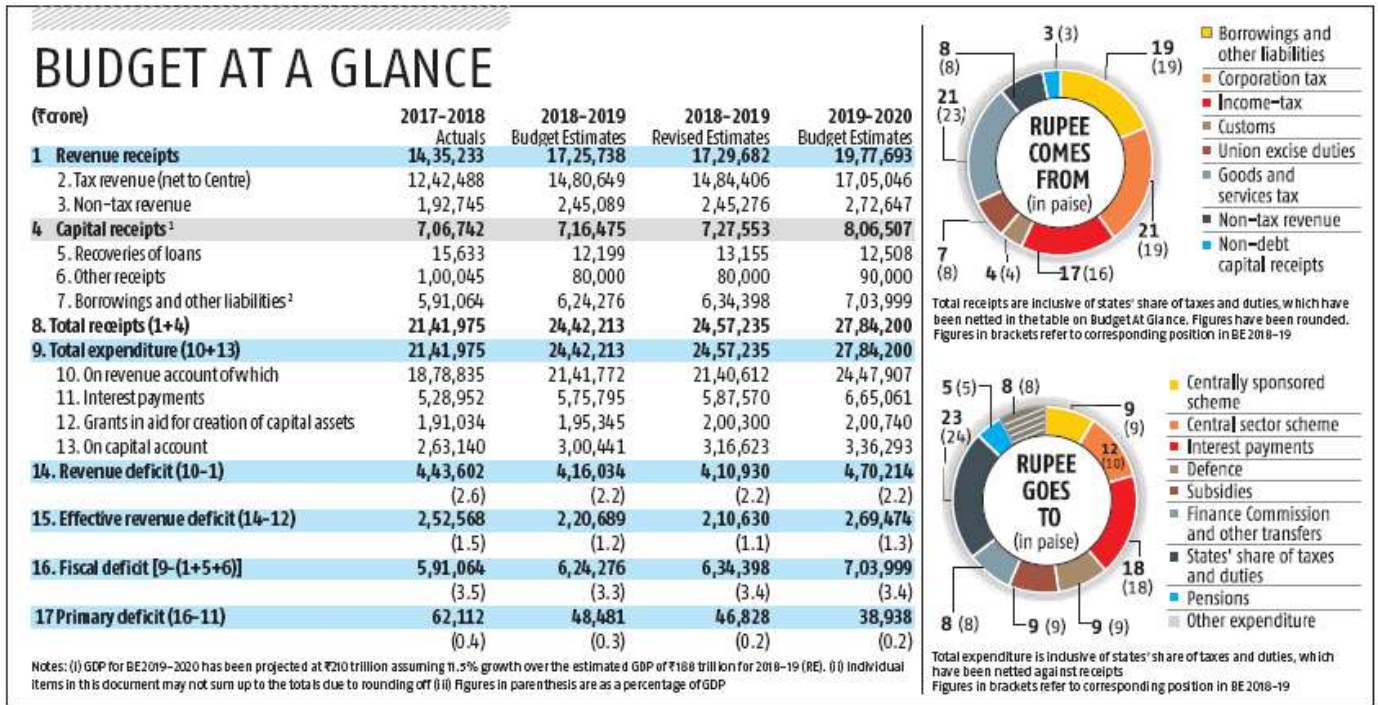 BUDGET AT A GLANCE
(₹crore) 2017-2018 2018-2019 2018-2019 2019-2020
Actuals Budget Estimates Revised Estimates Budget Estimates
1 Revenue receipts 14,35,233 17,25,738 17,29,682 19,77,693
2. Tax revenue (net to Centre) 12,42,488 14,80,649 14,84,406 17,05,046
3. Non-tax revenue 1,92,745 2,45,089 2,45,276 2,72,647
4 Capital receipts¹ 7,06,742 7,16,475 7,27,553 8,06,507
5. Recoveries of loans 15,633 12,199 13,155 12,508
6. Other receipts 1,00,045 80,000 80,000 90,000
7. Borrowings and other liabilities² 5,91,064 6,24,276 6,34,398 7,03,999
8. Total receipts (1+4) 21,41,975 24,42,213 24,57,235 27,84,200
9. Total expenditure (10+13) 21,41,975 24,42,213 24,57,235 27,84,200
10. On revenue account of which 18,78,835 21,41,772 21,40,612 24,47,907
11. Interest payments 5,28,952 5,75,795 5,87,570 6,65,061
12. Grants in aid for creation of capital assets 1,91,034 1,95,345 2,00,300 2,00,740
13. On capital account 2,63,140 3,00,441 3,16,623 3,36,293
14. Revenue deficit (10-1) 4,43,602 4,16,034 4,10,930 4,70,214
(2.6) (2.2) (2.2) (2.2)
15. Effective revenue deficit (14-12) 2,52,568 2,20,689 2,10,630 2,69,474
(1.5) (1.2) (1.1) (1.3)
16. Fiscal deficit [9-(1+5+6)] 5,91,064 6,24,276 6,34,398 7,03,999
(3.5) (3.3) (3.4) (3.4)
17 Primary deficit (16-11) 62,112 48,481 46,828 38,938
(0.4) (0.3) (0.2) (0.2)
Notes: (i) GDP for BE2019-2020 has been projected at ₹210 trillion assuming 11.5% growth over the estimated GDP of ₹188 trillion for 2018-19 (RE). (ii) Individual
items in this document may not sum up to the totals due to rounding off (iii) Figures in parenthesis are as a percentage of GDP
RUPEE
COMES
FROM
(in paise)
3 (3)
19
(19)
21
(19)
17 (16)
4 (4)
7
(8)
21
(23)
8
(8)
Borrowings and
other liabilities
Corporation tax
Income-tax
Customs
Union excise duties
Goods and
services tax
Non-tax revenue
Non-debt
capital receipts
Total receipts are inclusive of states' share of taxes and duties, which have
been netted in the table on Budget At Glance. Figures have been rounded.
Figures in brackets refer to corresponding position in BE 2018-19
RUPEE
GOES
TO
(in paise)
5 (5)
8 (8)
9
(9)
12
(10)
18
(18)
9 (9)
9 (9)
8 (8)
23
(24)
Centrally sponsored
scheme
Central sector scheme
Interest payments
Defence
Subsidies
Finance Commission
and other transfers
States' share of taxes
and duties
Pensions
Other expenditure
Total expenditure is inclusive of states' share of taxes and duties, which
have been netted against receipts
Figures in brackets refer to corresponding position in BE 2018-19